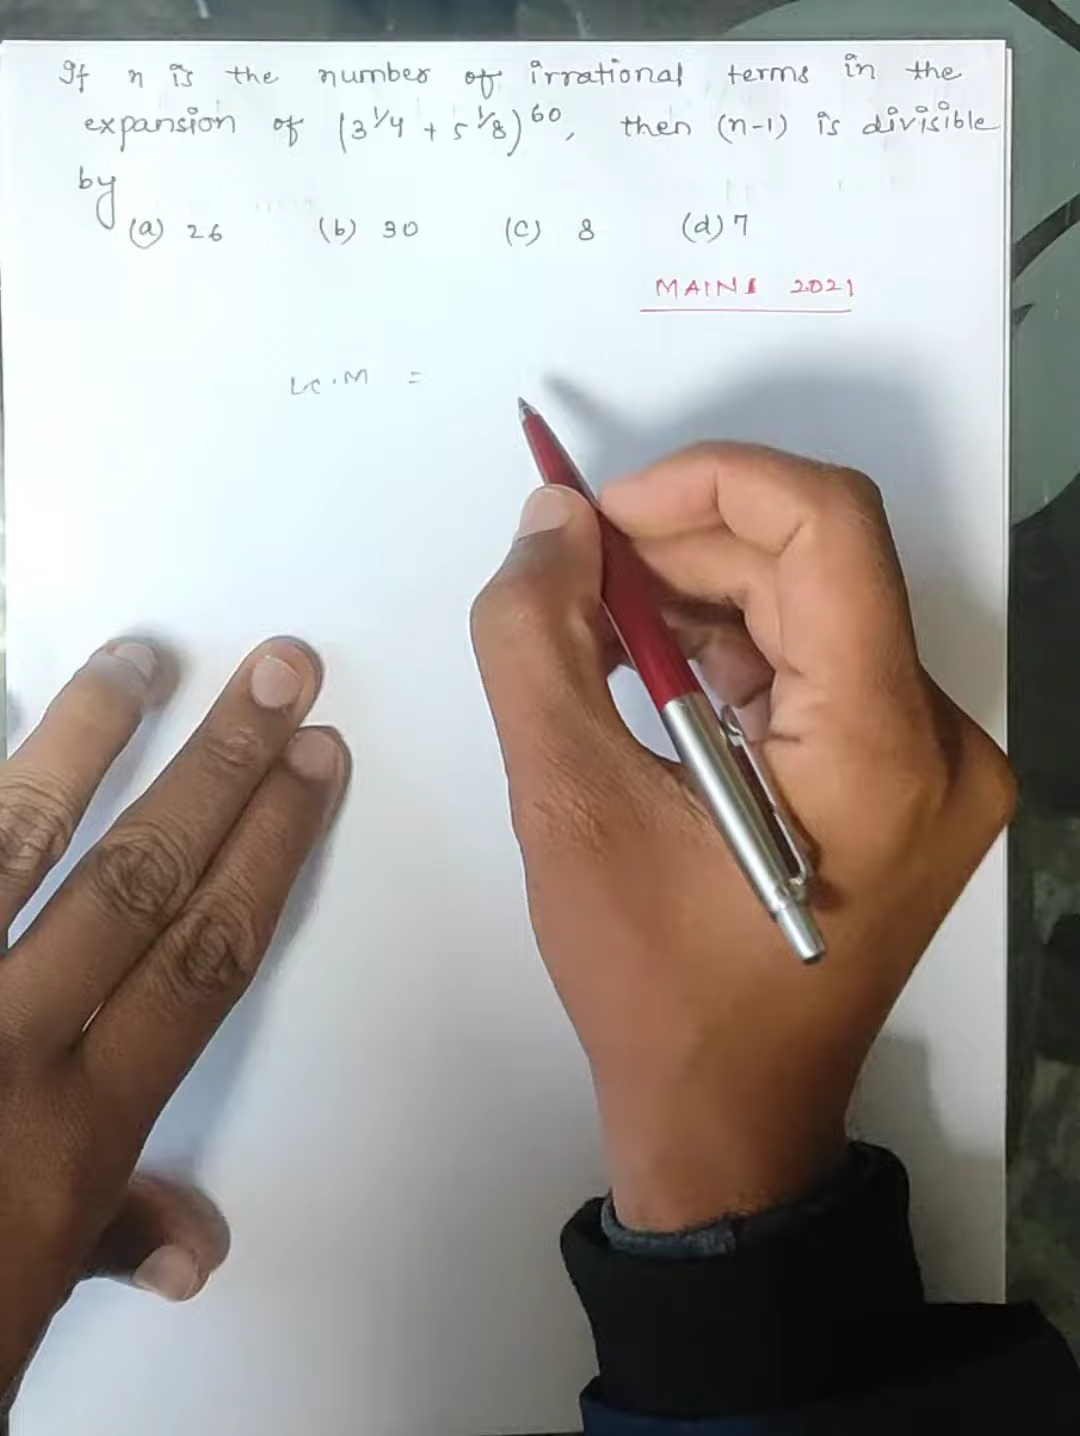 If n is the number of irrational terms in the
expansion of (3^1/4 + 5^1/8)^60, then (n-1) is divisible
by
(a) 26 (b) 30 (c) 8 (d) 7
MAINS 2021
L.C.M =